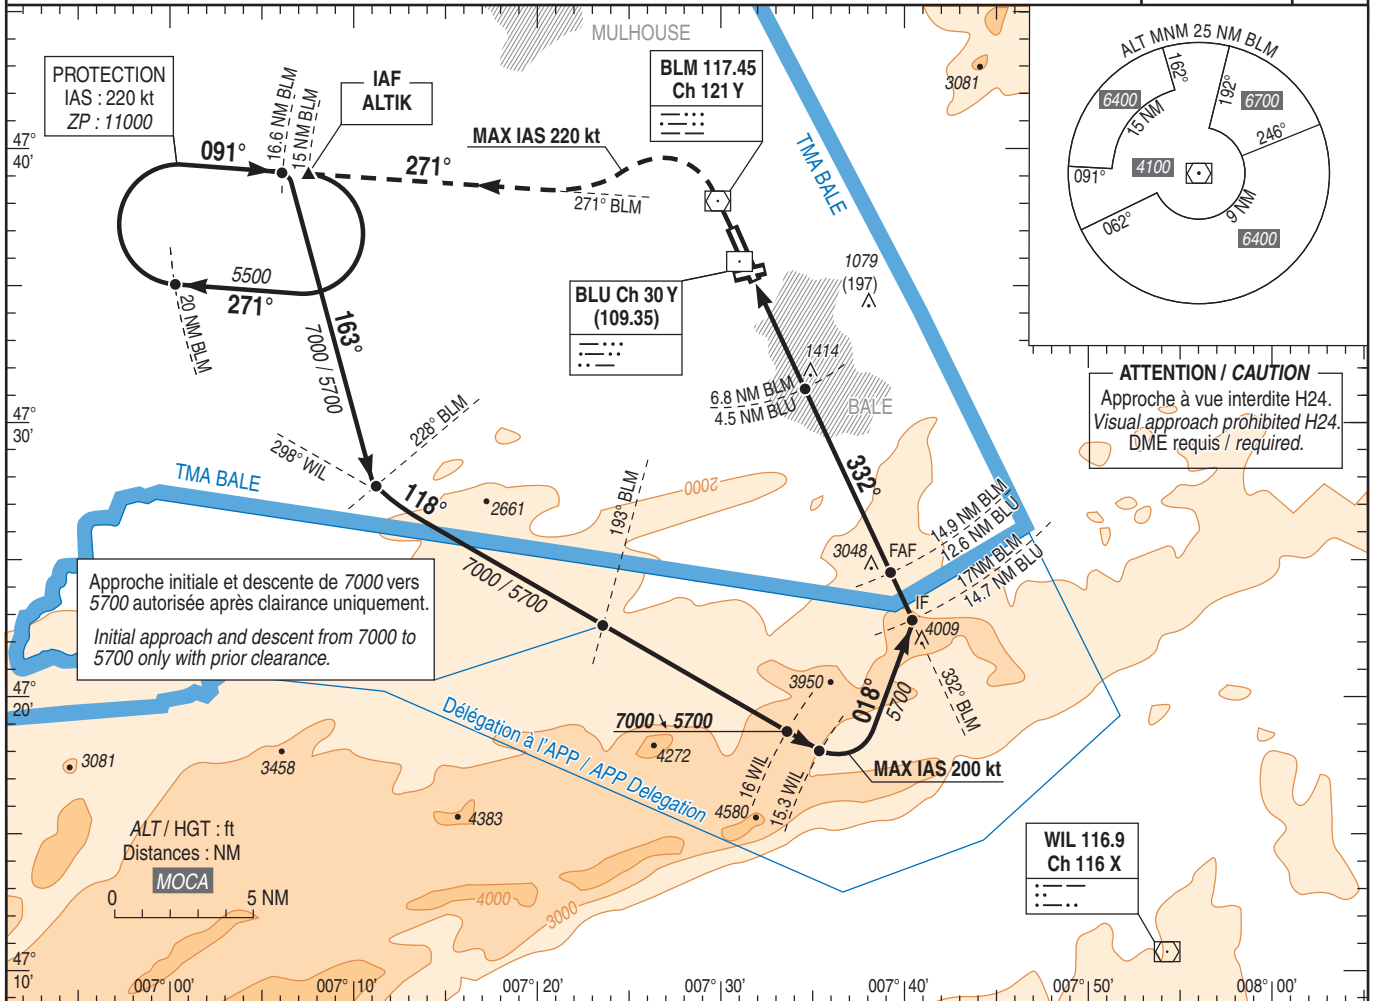 MULHOUSE
PROTECTION
IAS : 220 kt
ZP : 11000
16.6 NM BLM
15 NM BLM
IAF
ALTIK
BLM 117.45
Ch 121 Y
MAX IAS 220 kt
3081
ALT MNM 25 NM BLM
162°
192°
6400
6700
15 NM
246°
4100
091°
062°
9 NM
6400
47°
40'
091°
271°
271° BLM
TMA BALE
5500
271°
20 NM BLM
163°
7000 / 5700
BLU Ch 30 Y
(109.35)
1079
(197)
1414
6.8 NM BLM
4.5 NM BLU
BALE
ATTENTION / CAUTION
Approche à vue interdite H24.
Visual approach prohibited H24.
DME requis / required.
47°
30'
298° WIL
228° BLM
TMA BALE
118°
2661
193° BLM
2000
332°
14.9 NM BLM
12.6 NM BLU
3048
FAF
17NM BLM
14.7 NM BLU
IF
4009
Approche initiale et descente de 7000 vers
5700 autorisée après clairance uniquement.
Initial approach and descent from 7000 to
5700 only with prior clearance.
7000 / 5700
47°
20'
3950
018°
5700
332° BLM
Délégation à l'APP / APP Delegation
7000 5700
4272
MAX IAS 200 kt
16 WIL
15.3 WIL
3081
3458
4383
4580
ALT / HGT : ft
Distances : NM
MOCA
0 5 NM
4000
3000
WIL 116.9
Ch 116 X
47°
10'
007° 00'
007° 10'
007° 20'
007° 30'
007° 40'
007° 50'
008° 00'